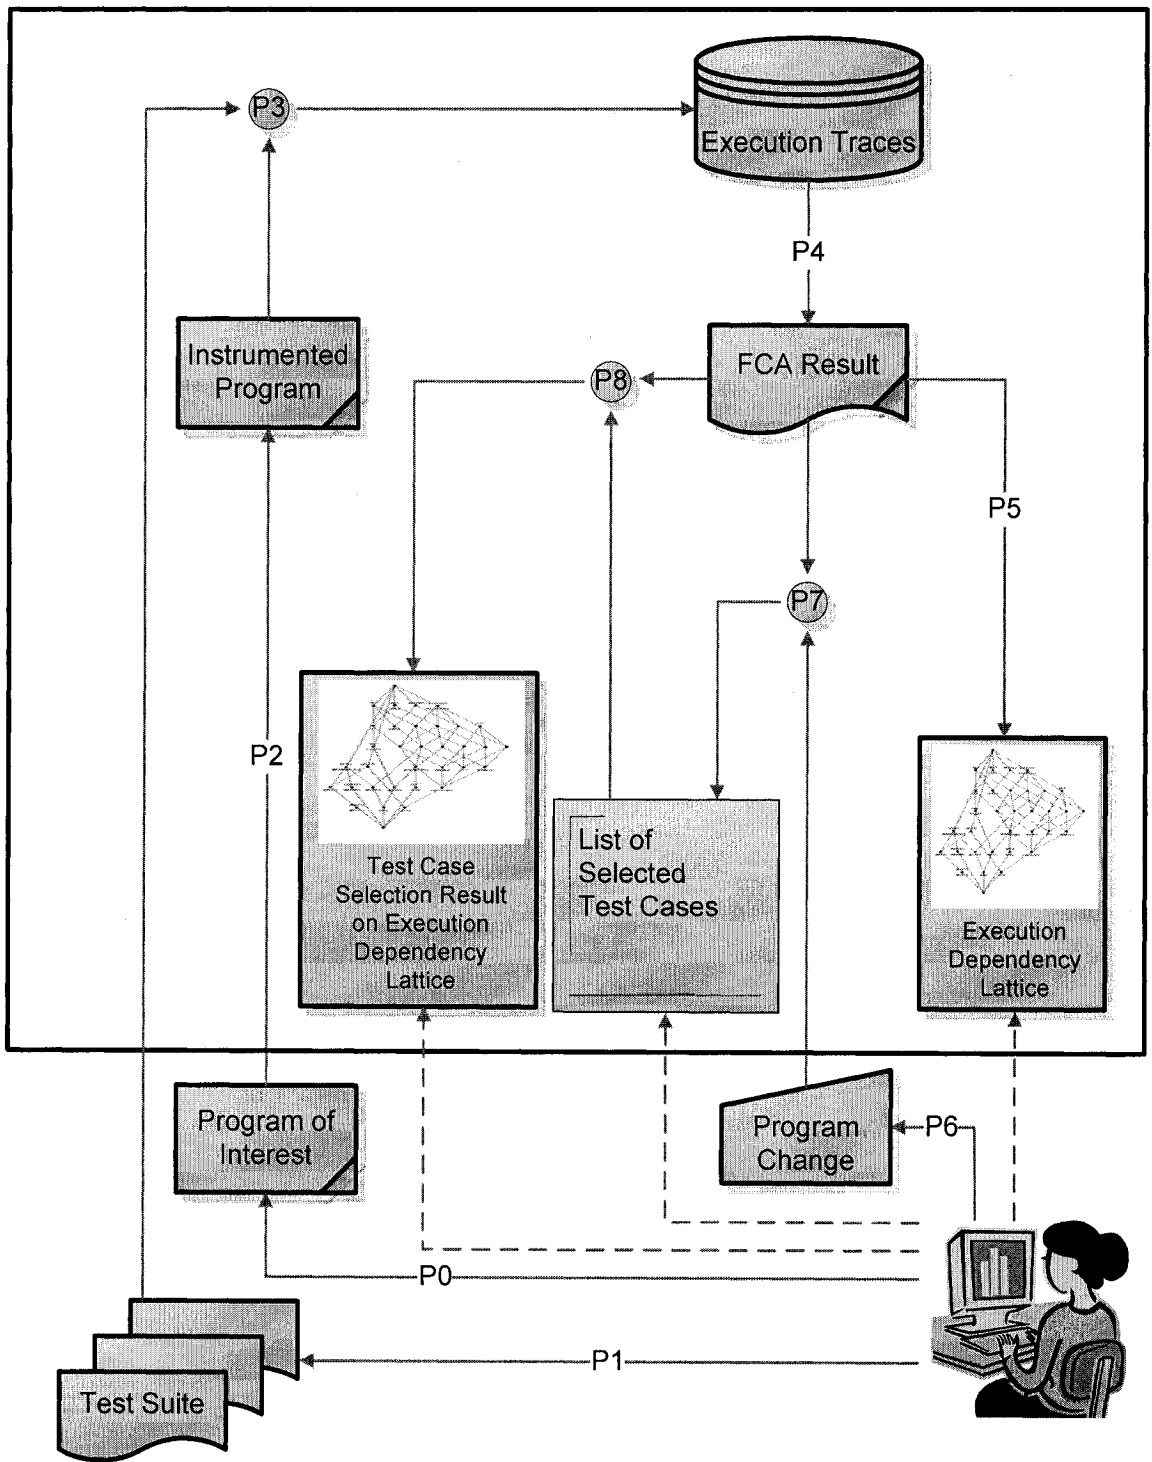 P3
Execution Traces
P4
Instrumented
Program
P8
FCA Result
P5
P7
P2
Test Case
Selection Result
on Execution
Dependency
Lattice
List of
Selected
Test Cases
Execution
Dependency
Lattice
Program of
Interest
Program
Change
P6
P0
P1
Test Suite